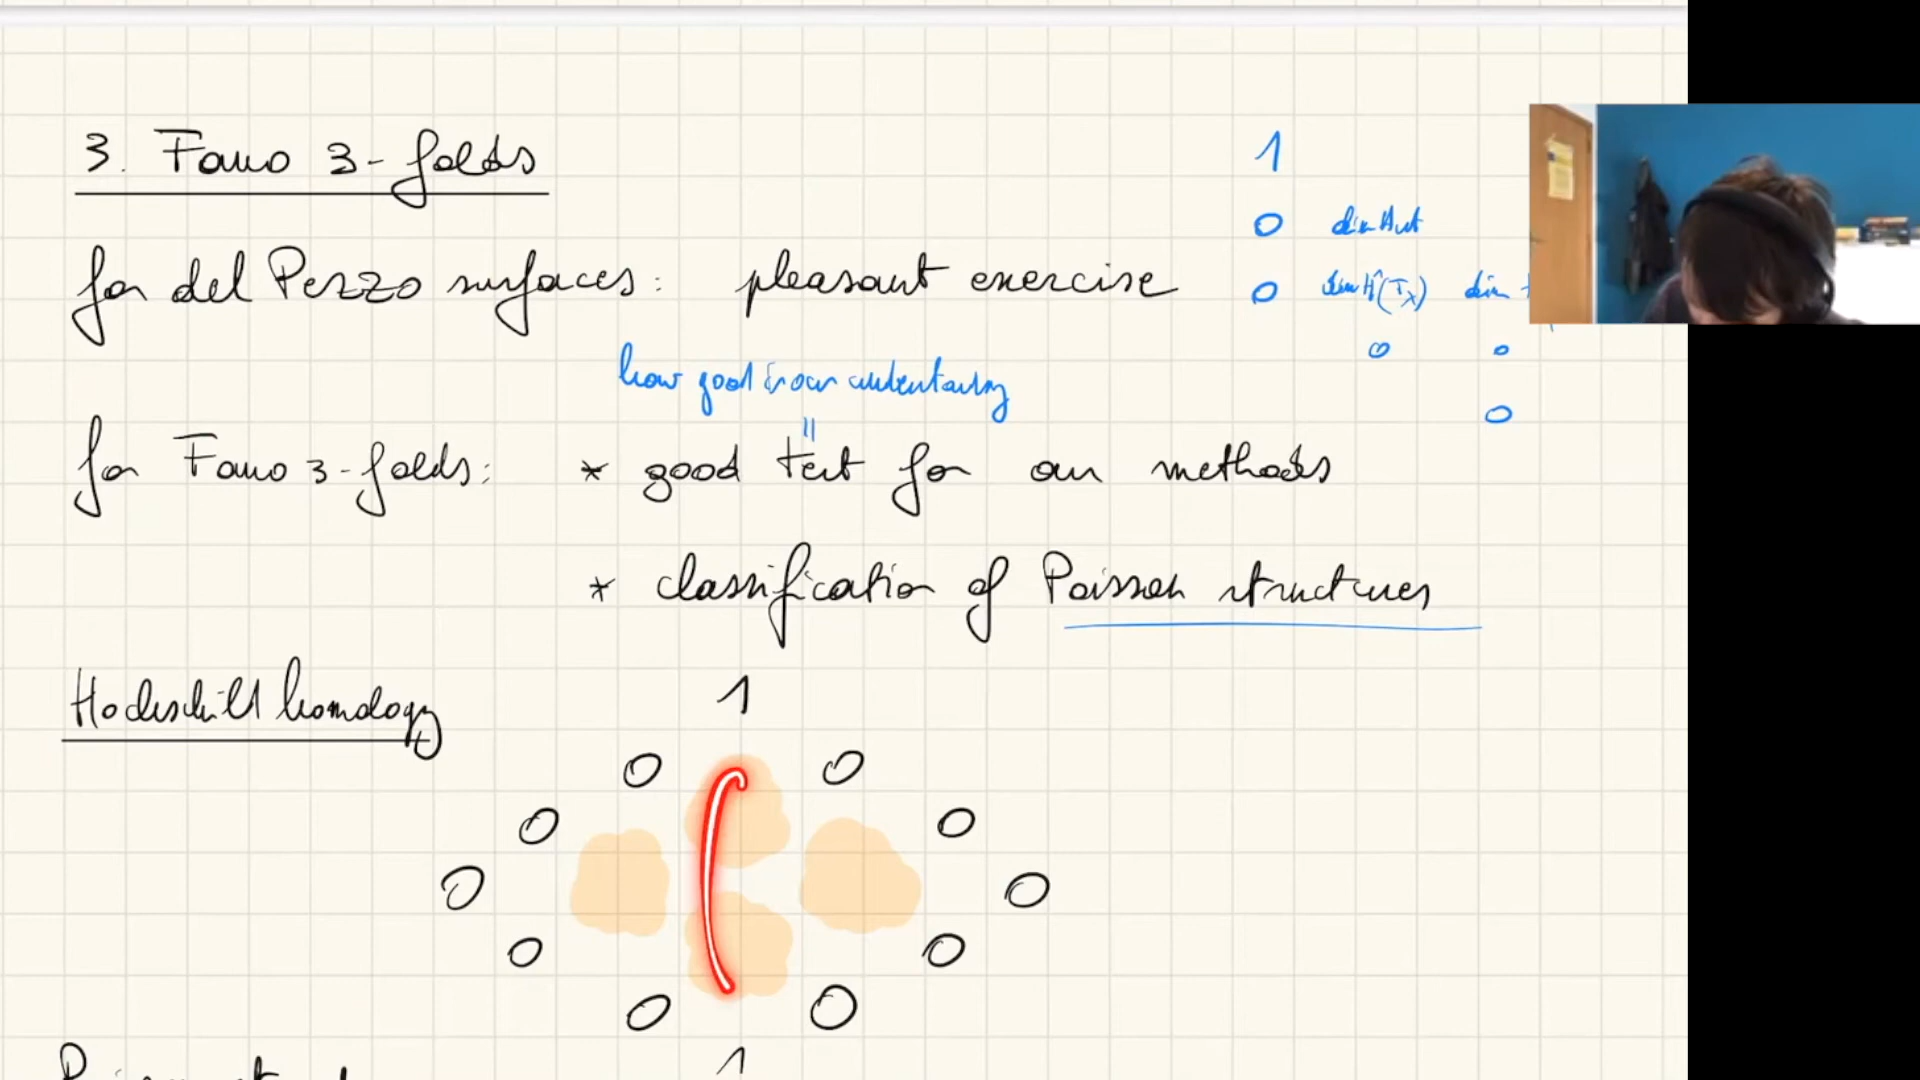 3. Fano 3-folds
1
0 dim Aut
for del Pezzo surfaces: pleasant exercise
0 dim H¹(T_X) dim
0 0
how good is our understanding
0
||
for Fano 3-folds: * good test for our methods
* classification of Poisson structures
Hochschild homology
1
0 0
0 0
0 0
0 0
0 0
1